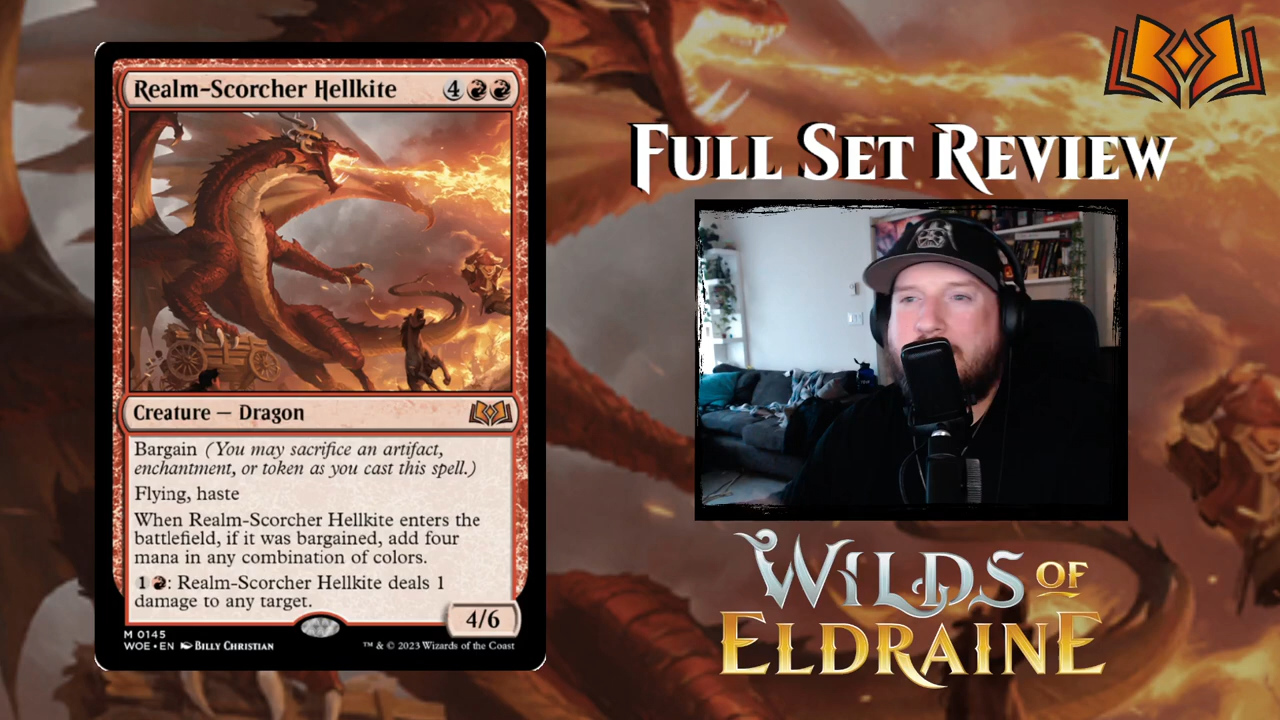 Realm-Scorcher Hellkite 4
Creature — Dragon
Bargain (You may sacrifice an artifact,
enchantment, or token as you cast this spell.)
Flying, haste
When Realm-Scorcher Hellkite enters the
battlefield, if it was bargained, add four
mana in any combination of colors.
1 : Realm-Scorcher Hellkite deals 1
damage to any target.
4/6
M 0145
WOE • EN Billy Christian
™ & © 2023 Wizards of the Coast
Full Set Review
Wilds of
Eldraine